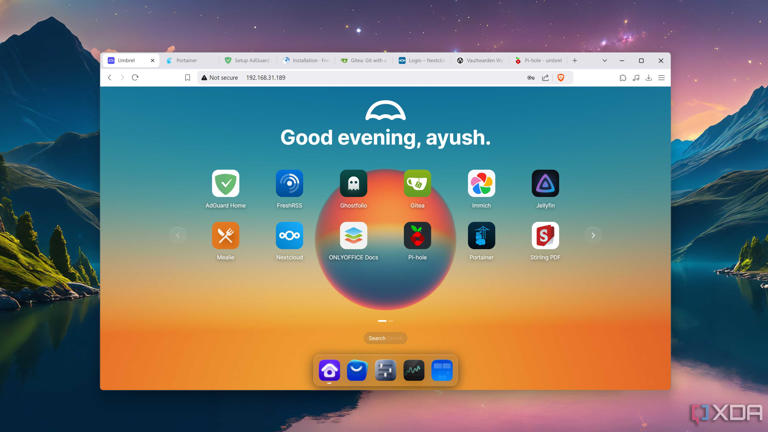 Umbrel
Portainer
Setup AdGuard
Installation - Fre
Gitea: Git with a
Login – Nextclo
Vaultwarden W
Pi-hole - umbrel
Not secure 192.168.31.189
Good evening, ayush.
AdGuard Home
FreshRSS
Ghostfolio
Gitea
Immich
Jellyfin
Mealie
Nextcloud
ONLYOFFICE Docs
Pi-hole
Portainer
Stirling PDF
Search
XDA